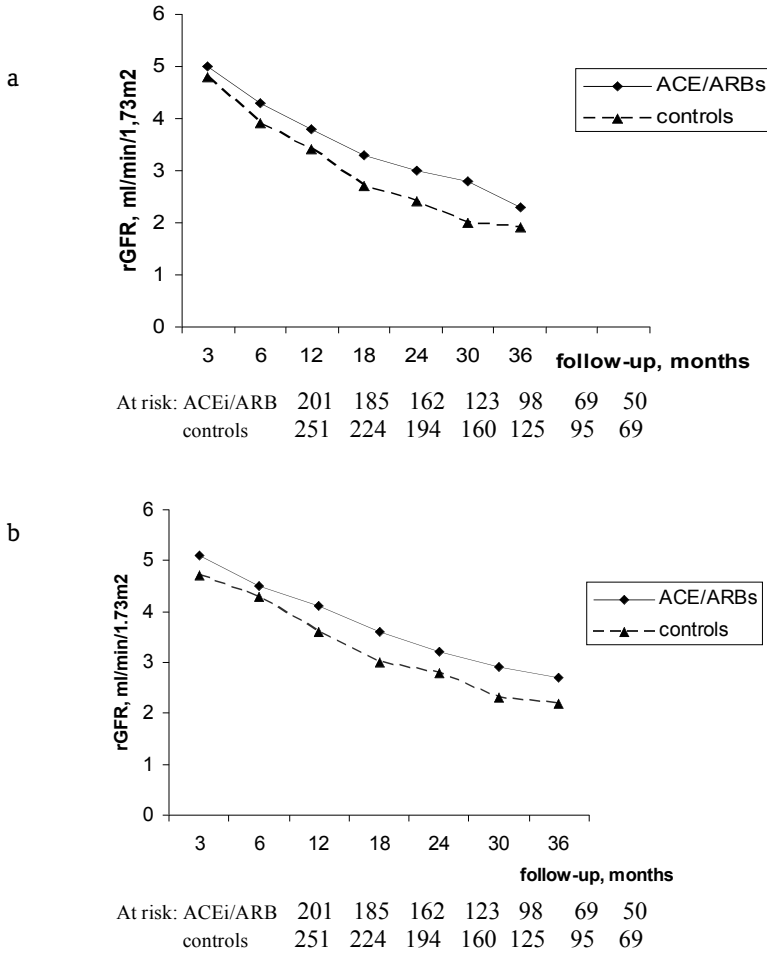 a
6
5
4
3
2
1
0
rGFR, ml/min/1,73m2
ACE/ARBs
controls
3 6 12 18 24 30 36 follow-up, months
At risk: ACEi/ARB 201 185 162 123 98 69 50
controls 251 224 194 160 125 95 69
b
6
5
4
3
2
1
0
rGFR, ml/min/1.73m2
ACE/ARBs
controls
3 6 12 18 24 30 36
follow-up, months
At risk: ACEi/ARB 201 185 162 123 98 69 50
controls 251 224 194 160 125 95 69